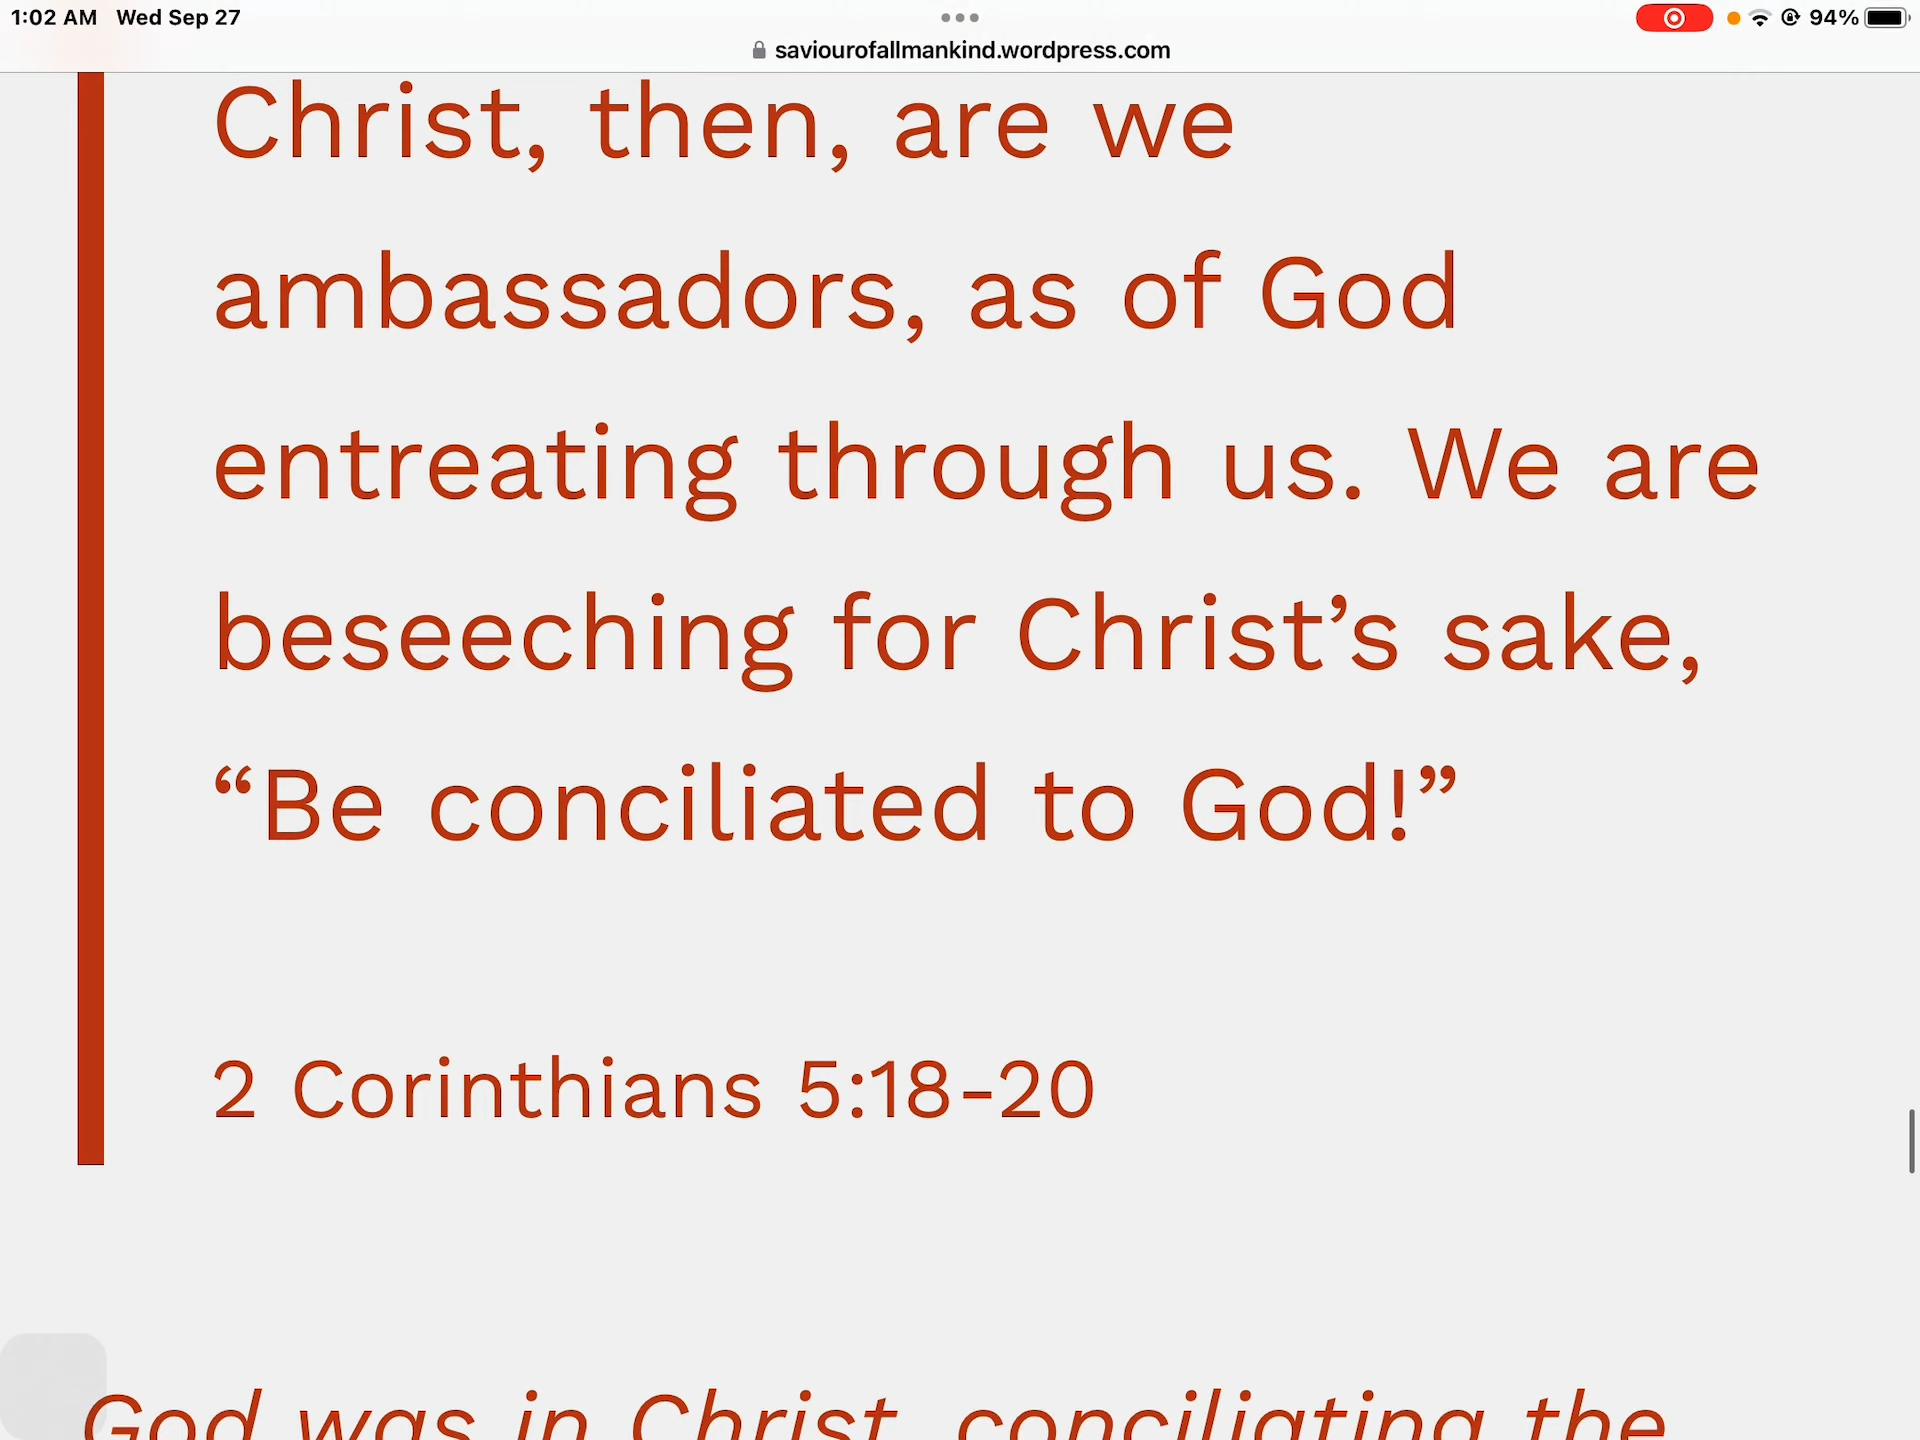 1:02 AM Wed Sep 27
94%
saviourofallmankind.wordpress.com
Christ, then, are we
ambassadors, as of God
entreating through us. We are
beseeching for Christ’s sake,
“Be conciliated to God!”
2 Corinthians 5:18-20
God was in Christ, conciliating the